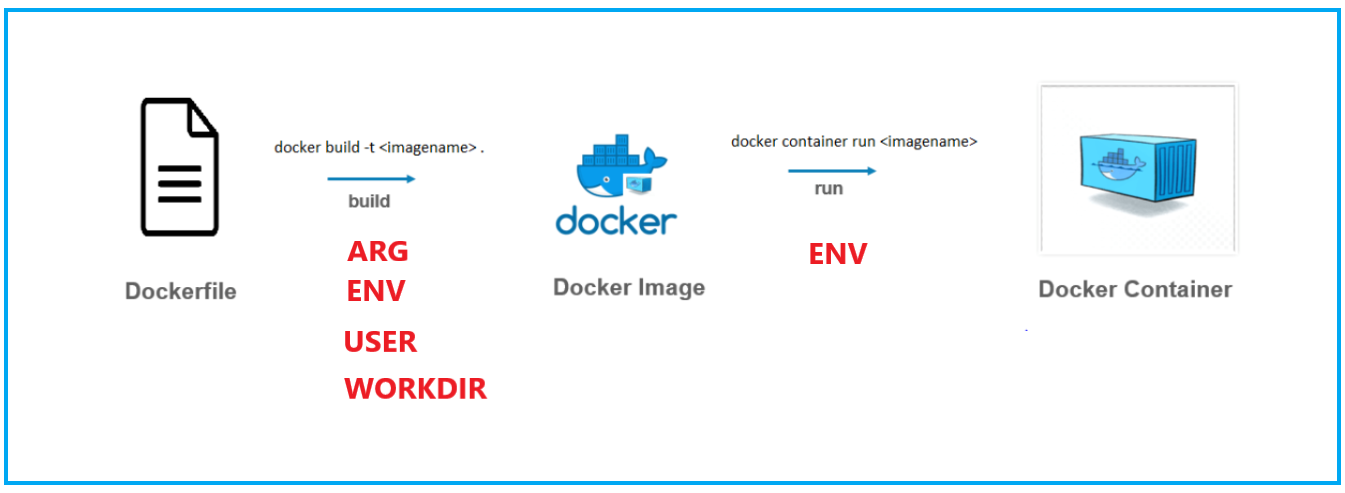 docker build -t <imagename> .
build
ARG
ENV
USER
WORKDIR
Dockerfile
docker
Docker Image
docker container run <imagename>
run
ENV
Docker Container